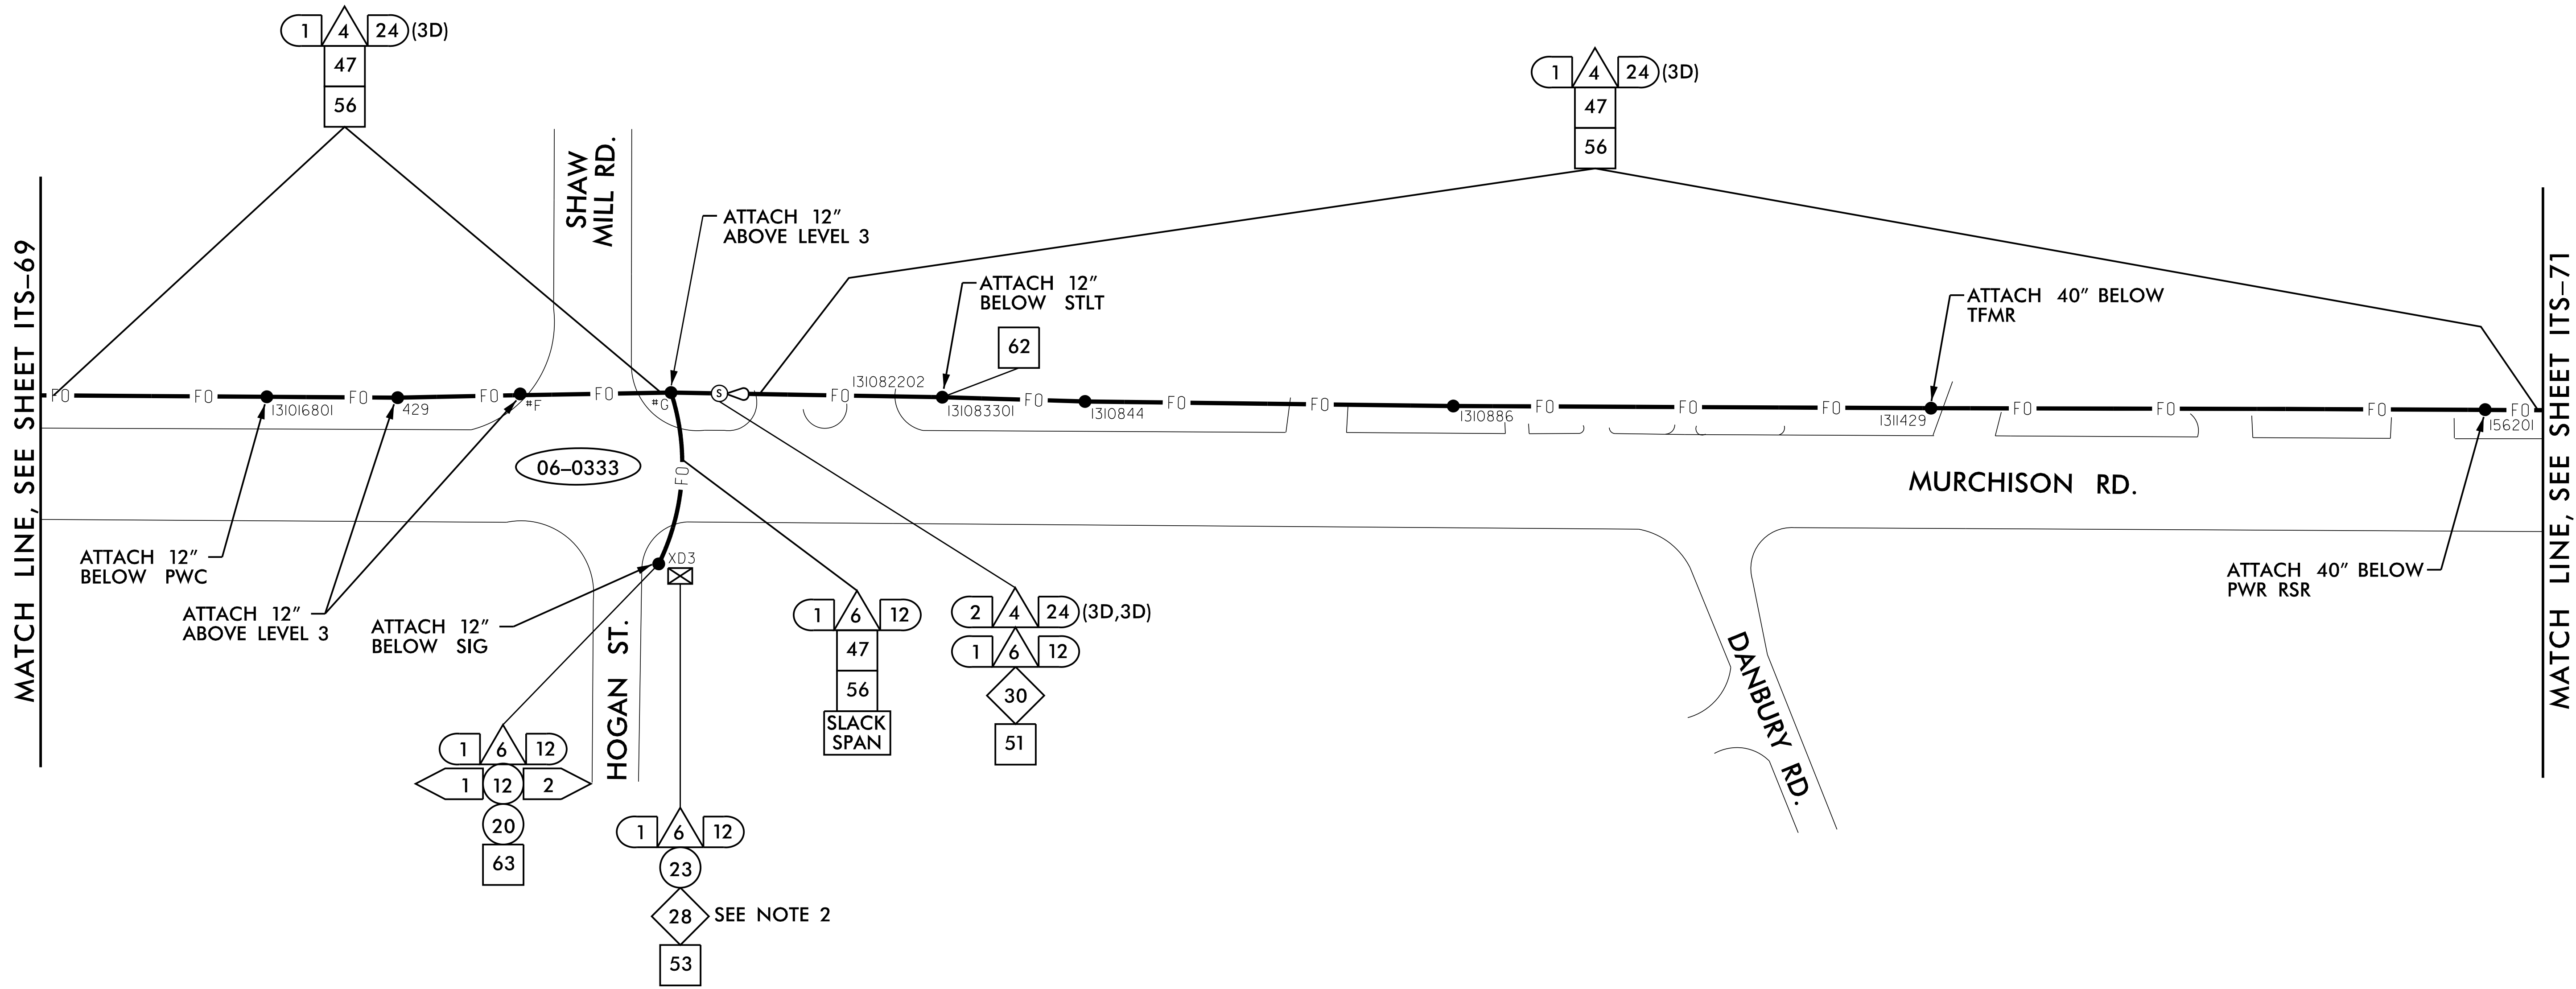 1 4 24 (3D)
47
56
1 4 24 (3D)
47
56
SHAW
MILL RD.
ATTACH 12"
ABOVE LEVEL 3
ATTACH 12"
BELOW STLT
62
ATTACH 40" BELOW
TFMR
MATCH LINE, SEE SHEET ITS-69
MATCH LINE, SEE SHEET ITS-71
FO FO FO FO FO S FO FO FO FO FO FO FO FO FO FO FO
131082202
131016801
429
#F
#G
131083301
1310844
1310886
1311429
156201
06-0333
FO
MURCHISON RD.
ATTACH 12"
BELOW PWC
ATTACH 12"
ABOVE LEVEL 3
ATTACH 12"
BELOW SIG
XD3
ATTACH 40" BELOW
PWR RSR
HOGAN ST.
DANBURY RD.
1 6 12
47
56
SLACK
SPAN
2 4 24 (3D,3D)
1 6 12
30
51
1 6 12
1 12 2
20
63
1 6 12
23
28 SEE NOTE 2
53